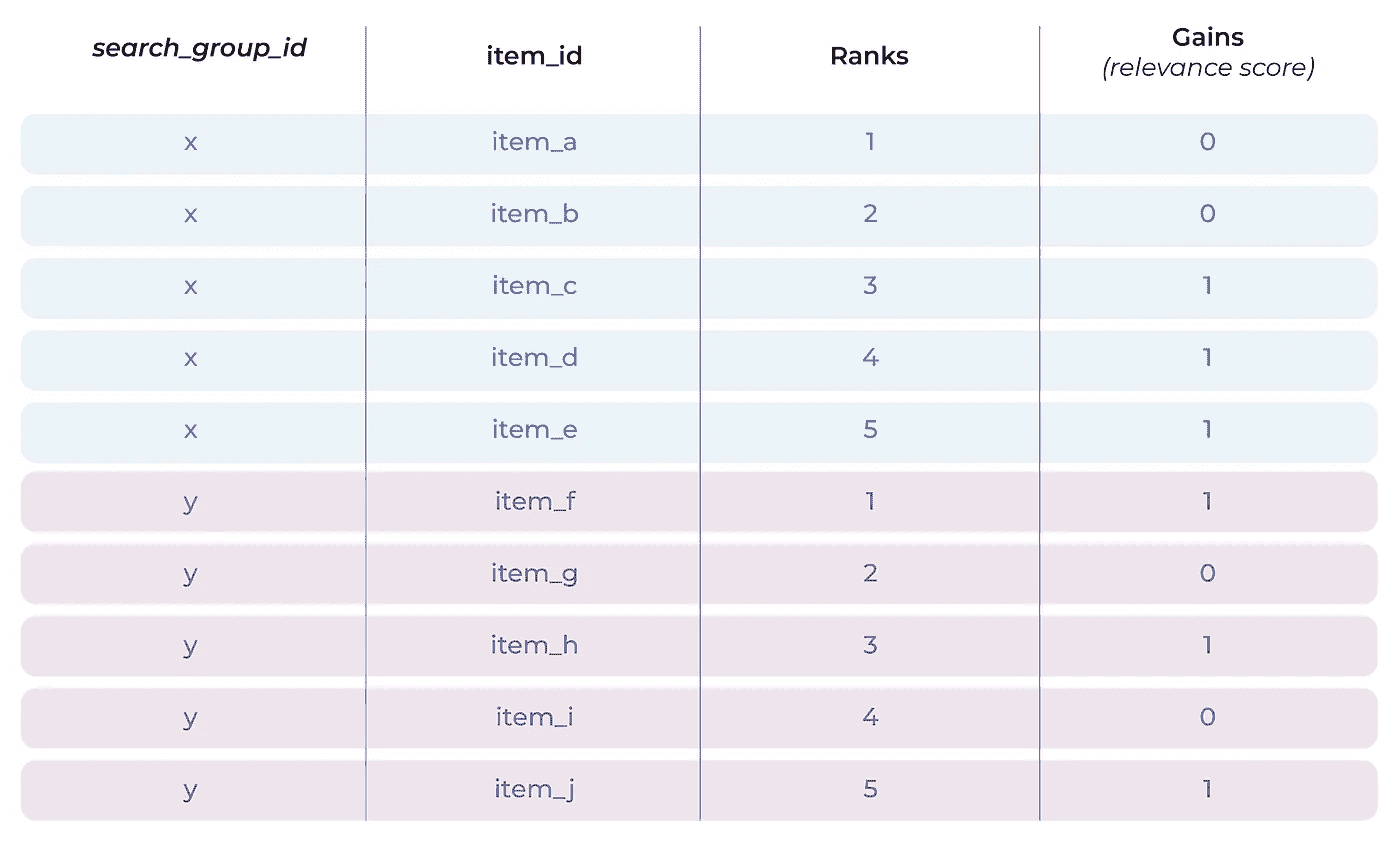 search_group_id item_id Ranks Gains
(relevance score)
x item_a 1 0
x item_b 2 0
x item_c 3 1
x item_d 4 1
x item_e 5 1
y item_f 1 1
y item_g 2 0
y item_h 3 1
y item_i 4 0
y item_j 5 1